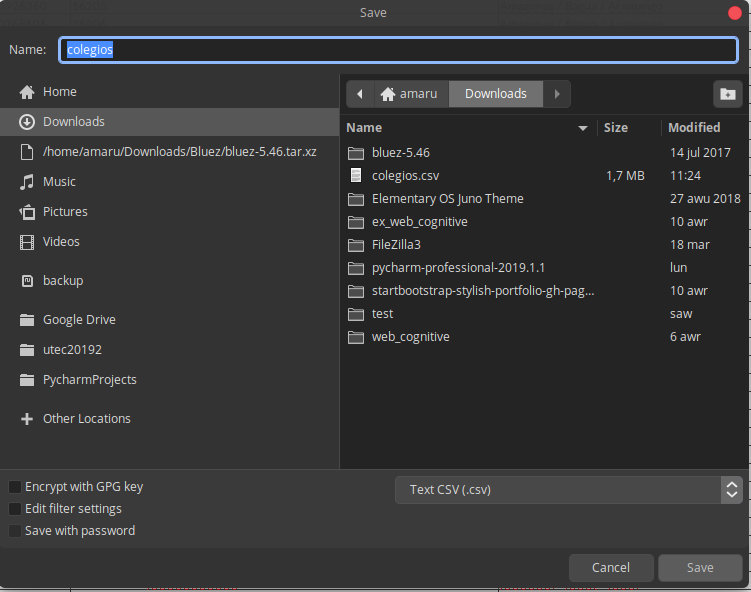 Save
Name: colegios
Home
Downloads
/home/amaru/Downloads/Bluez/bluez-5.46.tar.xz
Music
Pictures
Videos
backup
Google Drive
utec20192
PycharmProjects
Other Locations
amaru Downloads
Name Size Modified
bluez-5.46 14 jul 2017
colegios.csv 1,7 MB 11:24
Elementary OS Juno Theme 27 awu 2018
ex_web_cognitive 10 awr
FileZilla3 18 mar
pycharm-professional-2019.1.1 lun
startbootstrap-stylish-portfolio-gh-pag... 10 awr
test saw
web_cognitive 6 awr
Encrypt with GPG key
Edit filter settings
Save with password
Text CSV (.csv)
Cancel Save